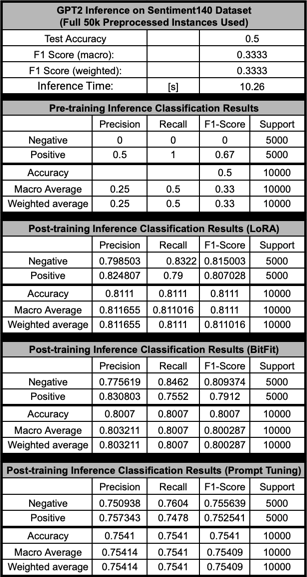 GPT2 Inference on Sentiment140 Dataset
(Full 50k Preprocessed Instances Used)
Test Accuracy 0.5
F1 Score (macro): 0.3333
F1 Score (weighted): 0.3333
Inference Time: [s] 10.26
Pre-training Inference Classification Results
Precision Recall F1-Score Support
Negative 0 0 0 5000
Positive 0.5 1 0.67 5000
Accuracy 0.5 10000
Macro Average 0.25 0.5 0.33 10000
Weighted average 0.25 0.5 0.33 10000
Post-training Inference Classification Results (LoRA)
Precision Recall F1-Score Support
Negative 0.798503 0.8322 0.815003 5000
Positive 0.824807 0.79 0.807028 5000
Accuracy 0.8111 0.8111 0.8111 10000
Macro Average 0.811655 0.811016 0.8111 10000
Weighted average 0.811655 0.8111 0.811016 10000
Post-training Inference Classification Results (BitFit)
Precision Recall F1-Score Support
Negative 0.775619 0.8462 0.809374 5000
Positive 0.830803 0.7552 0.7912 5000
Accuracy 0.8007 0.8007 0.8007 10000
Macro Average 0.803211 0.8007 0.800287 10000
Weighted average 0.803211 0.8007 0.800287 10000
Post-training Inference Classification Results (Prompt Tuning)
Precision Recall F1-Score Support
Negative 0.750938 0.7604 0.755639 5000
Positive 0.757343 0.7478 0.752541 5000
Accuracy 0.7541 0.7541 0.7541 10000
Macro Average 0.75414 0.7541 0.75409 10000
Weighted average 0.75414 0.7541 0.75409 10000